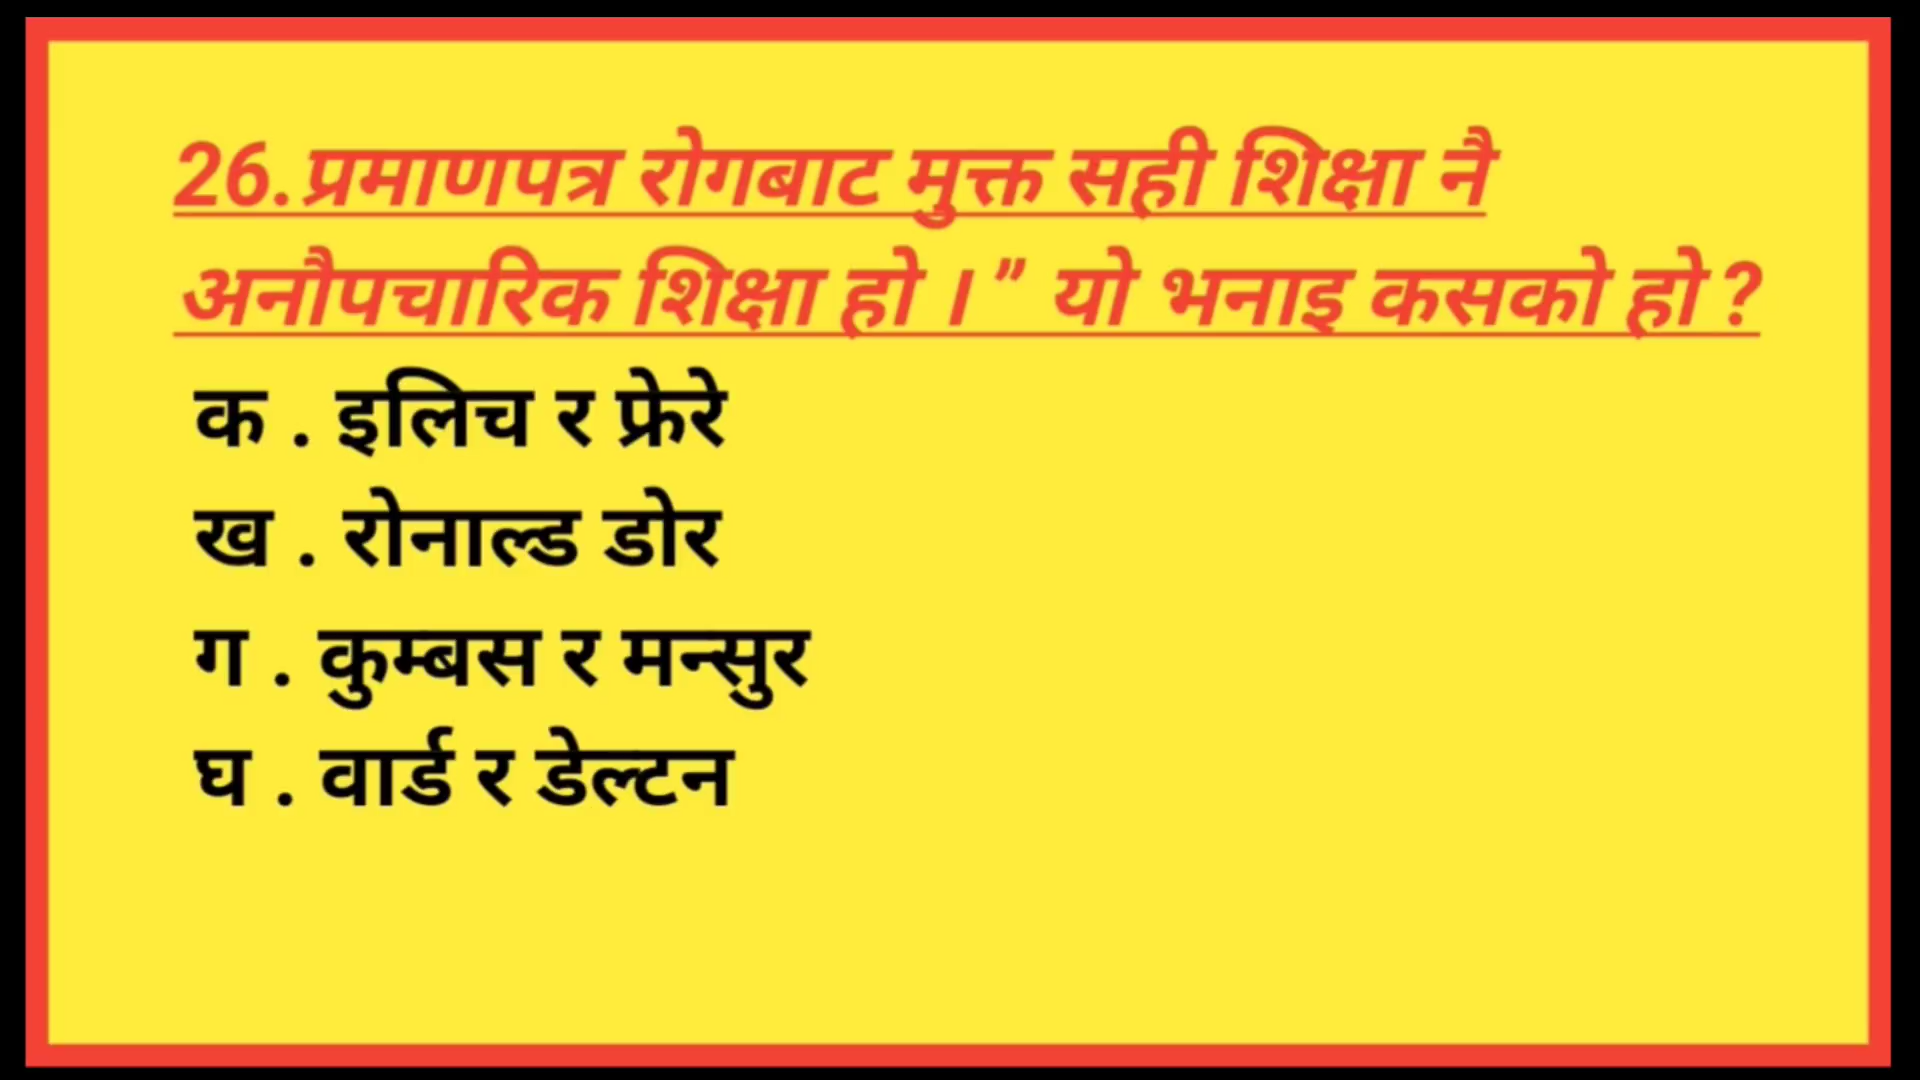 26.प्रमाणपत्र रोगबाट मुक्त सही शिक्षा नै
अनौपचारिक शिक्षा हो । ” यो भनाइ कसको हो ?
क . इलिच र फ्रेरे
ख . रोनाल्ड डोर
ग . कुम्बस र मन्सुर
घ . वार्ड र डेल्टन